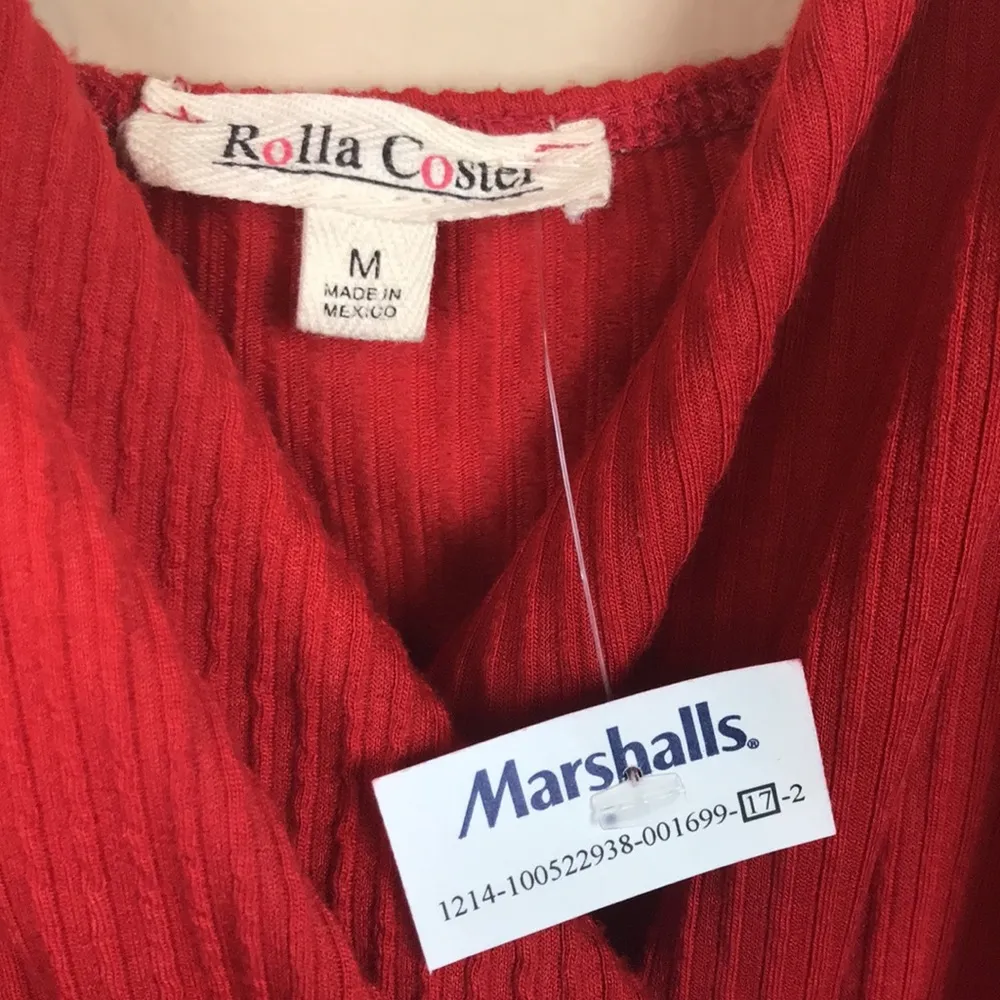 Rolla Coster
M
MADE IN
MEXICO
Marshalls®
1214-100522938-001699-17-2